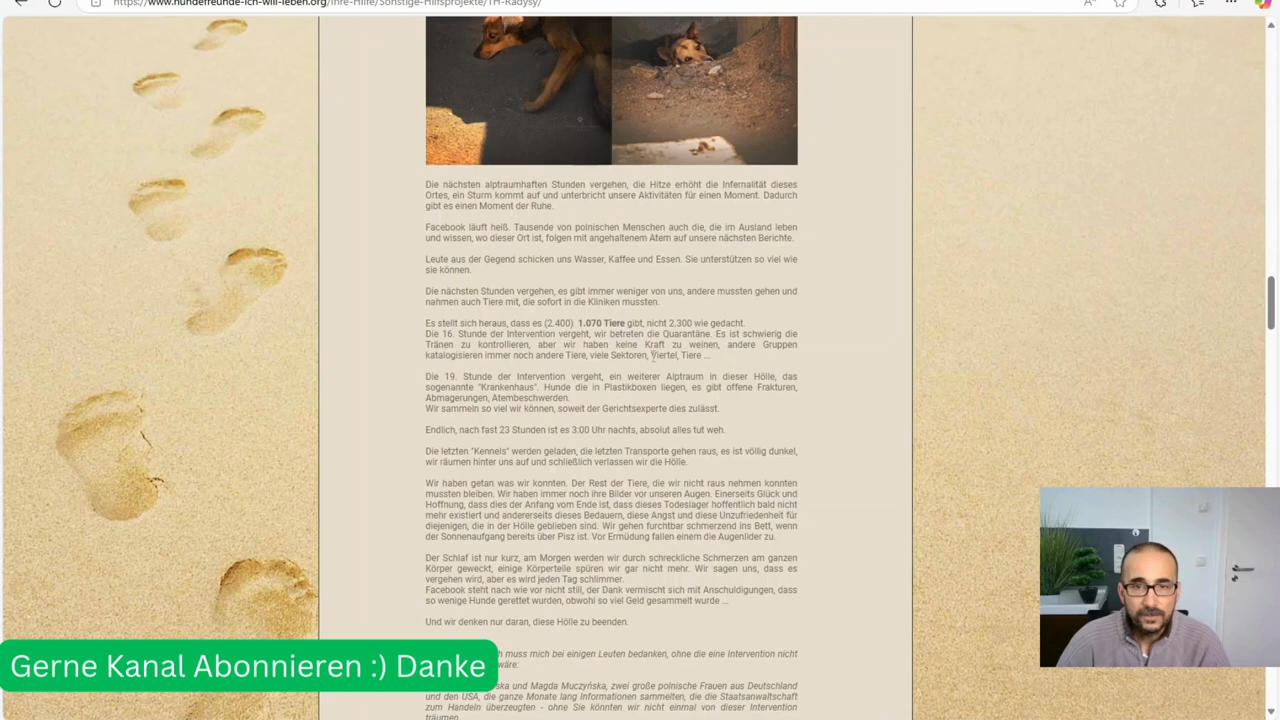 https://www.hundefreunde-ich-will-leben.org/Ihre-Hilfe/Sonstige-Hilfsprojekte/TH-Radysy/
Die nächsten alptraumhaften Stunden vergehen, die Hitze erhöht die Infernalität dieses
Ortes, ein Sturm kommt auf und unterbricht unsere Aktivitäten für einen Moment. Dadurch
gibt es einen Moment der Ruhe.
Facebook läuft heiß. Tausende von polnischen Menschen auch die, die im Ausland leben
und wissen, wo dieser Ort ist, folgen mit angehaltenem Atem auf unsere nächsten Berichte.
Leute aus der Gegend schicken uns Wasser, Kaffee und Essen. Sie unterstützen so viel wie
sie können.
Die nächsten Stunden vergehen, es gibt immer weniger von uns, andere mussten gehen und
nahmen auch Tiere mit, die sofort in die Kliniken mussten.
Es stellt sich heraus, dass es (2.400) 1.070 Tiere gibt, nicht 2.300 wie gedacht.
Die 16. Stunde der Intervention vergeht, wir betreten die Quarantäne. Es ist schwierig die
Tränen zu kontrollieren, aber wir haben keine Kraft zu weinen, andere Gruppen
katalogisieren immer noch andere Tiere, viele Sektoren, Viertel, Tiere ...
Die 19. Stunde der Intervention vergeht, ein weiterer Alptraum in dieser Hölle, das
sogenannte "Krankenhaus". Hunde die in Plastikboxen liegen, es gibt offene Frakturen,
Abmagerungen, Atembeschwerden.
Wir sammeln so viel wir können, soweit der Gerichtsexperte dies zulässt.
Endlich, nach fast 23 Stunden ist es 3:00 Uhr nachts, absolut alles tut weh.
Die letzten "Kennels" werden geladen, die letzten Transporte gehen raus, es ist völlig dunkel,
wir räumen hinter uns auf und schließlich verlassen wir die Hölle.
Wir haben getan was wir konnten. Der Rest der Tiere, die wir nicht raus nehmen konnten
mussten bleiben. Wir haben immer noch ihre Bilder vor unseren Augen. Einerseits Glück und
Hoffnung, dass dies der Anfang vom Ende ist, dass dieses Todeslager hoffentlich bald nicht
mehr existiert und andererseits dieses Bedauern, diese Angst und diese Unzufriedenheit für
diejenigen, die in der Hölle geblieben sind. Wir gehen furchtbar schmerzend ins Bett, wenn
der Sonnenaufgang bereits über Pisz ist. Vor Ermüdung fallen einem die Augenlider zu.
Der Schlaf ist nur kurz, am Morgen werden wir durch schreckliche Schmerzen am ganzen
Körper geweckt, einige Körperteile spüren wir gar nicht mehr. Wir sagen uns, dass es
vergehen wird, aber es wird jeden Tag schlimmer.
Facebook steht nach wie vor nicht still, der Dank vermischt sich mit Anschuldigungen, dass
so wenige Hunde gerettet wurden, obwohl so viel Geld gesammelt wurde ...
Und wir denken nur daran, diese Hölle zu beenden.
muss mich bei einigen Leuten bedanken, ohne die eine Intervention nicht
wäre:
und Magda Muczyńska, zwei große polnische Frauen aus Deutschland
und den USA, die ganze Monate lang Informationen sammelten, die die Staatsanwaltschaft
zum Handeln überzeugten - ohne Sie könnten wir nicht einmal von dieser Intervention
träumen.
Gerne Kanal Abonnieren :) Danke